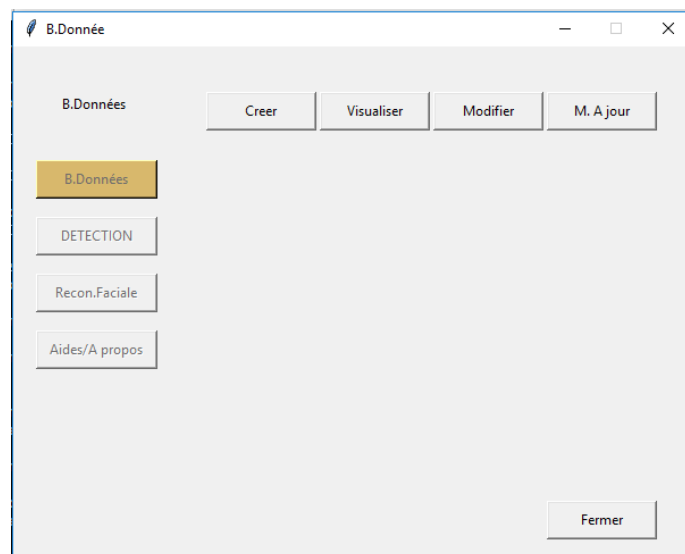 B.Donnée
B.Données
Creer Visualiser Modifier M. A jour
B.Données
DETECTION
Recon.Faciale
Aides/A propos
Fermer